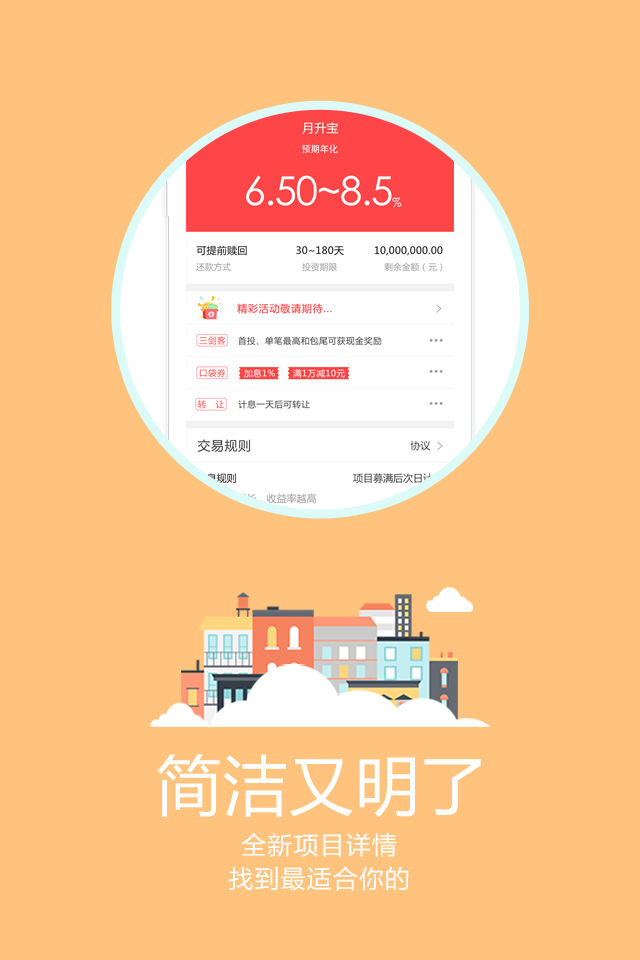 月升宝
预期年化
6.50~8.5%
可提前赎回 30~180天 10,000,000.00
还款方式 投资期限 剩余金额（元）
精彩活动敬请期待...
三剑客 首投、单笔最高和包尾可获现金奖励
口袋券 加息1% 满1万减10元
转 让 计息一天后可转让
交易规则 协议
息规则 项目募满后次日计
收益率越高
简洁又明了
全新项目详情
找到最适合你的